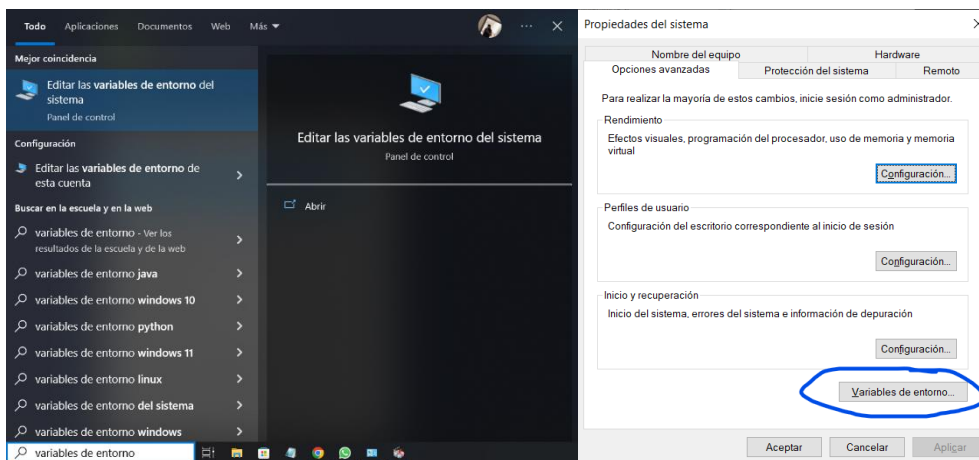 Todo Aplicaciones Documentos Web Más
Mejor coincidencia
Editar las variables de entorno del
sistema
Panel de control
Configuración
Editar las variables de entorno de
esta cuenta
Buscar en la escuela y en la web
variables de entorno - Ver los
resultados de la escuela y de la web
variables de entorno java
variables de entorno windows 10
variables de entorno python
variables de entorno windows 11
variables de entorno linux
variables de entorno del sistema
variables de entorno windows
variables de entorno
Editar las variables de entorno del sistema
Panel de control
Abrir
Propiedades del sistema
Nombre del equipo Hardware
Opciones avanzadas Protección del sistema Remoto
Para realizar la mayoría de estos cambios, inicie sesión como administrador.
Rendimiento
Efectos visuales, programación del procesador, uso de memoria y memoria
virtual
Configuración...
Perfiles de usuario
Configuración del escritorio correspondiente al inicio de sesión
Configuración...
Inicio y recuperación
Inicio del sistema, errores del sistema e información de depuración
Configuración...
Variables de entorno...
Aceptar Cancelar Aplicar